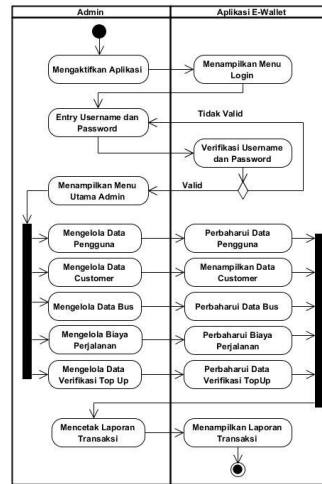 Admin
Aplikasi E-Wallet
Mengaktifkan Aplikasi
Menampilkan Menu
Login
Entry Username dan
Password
Tidak Valid
Verifikasi Username
dan Password
Menampilkan Menu
Utama Admin
Valid
Mengelola Data
Pengguna
Perbaharui Data
Pengguna
Mengelola Data
Customer
Menampilkan Data
Customer
Mengelola Data Bus
Perbaharui Data Bus
Mengelola Biaya
Perjalanan
Perbaharui Biaya
Perjalanan
Mengelola Data
Verifikasi Top Up
Perbaharui Data
Verifikasi TopUp
Mencetak Laporan
Transaksi
Menampilkan Laporan
Transaksi